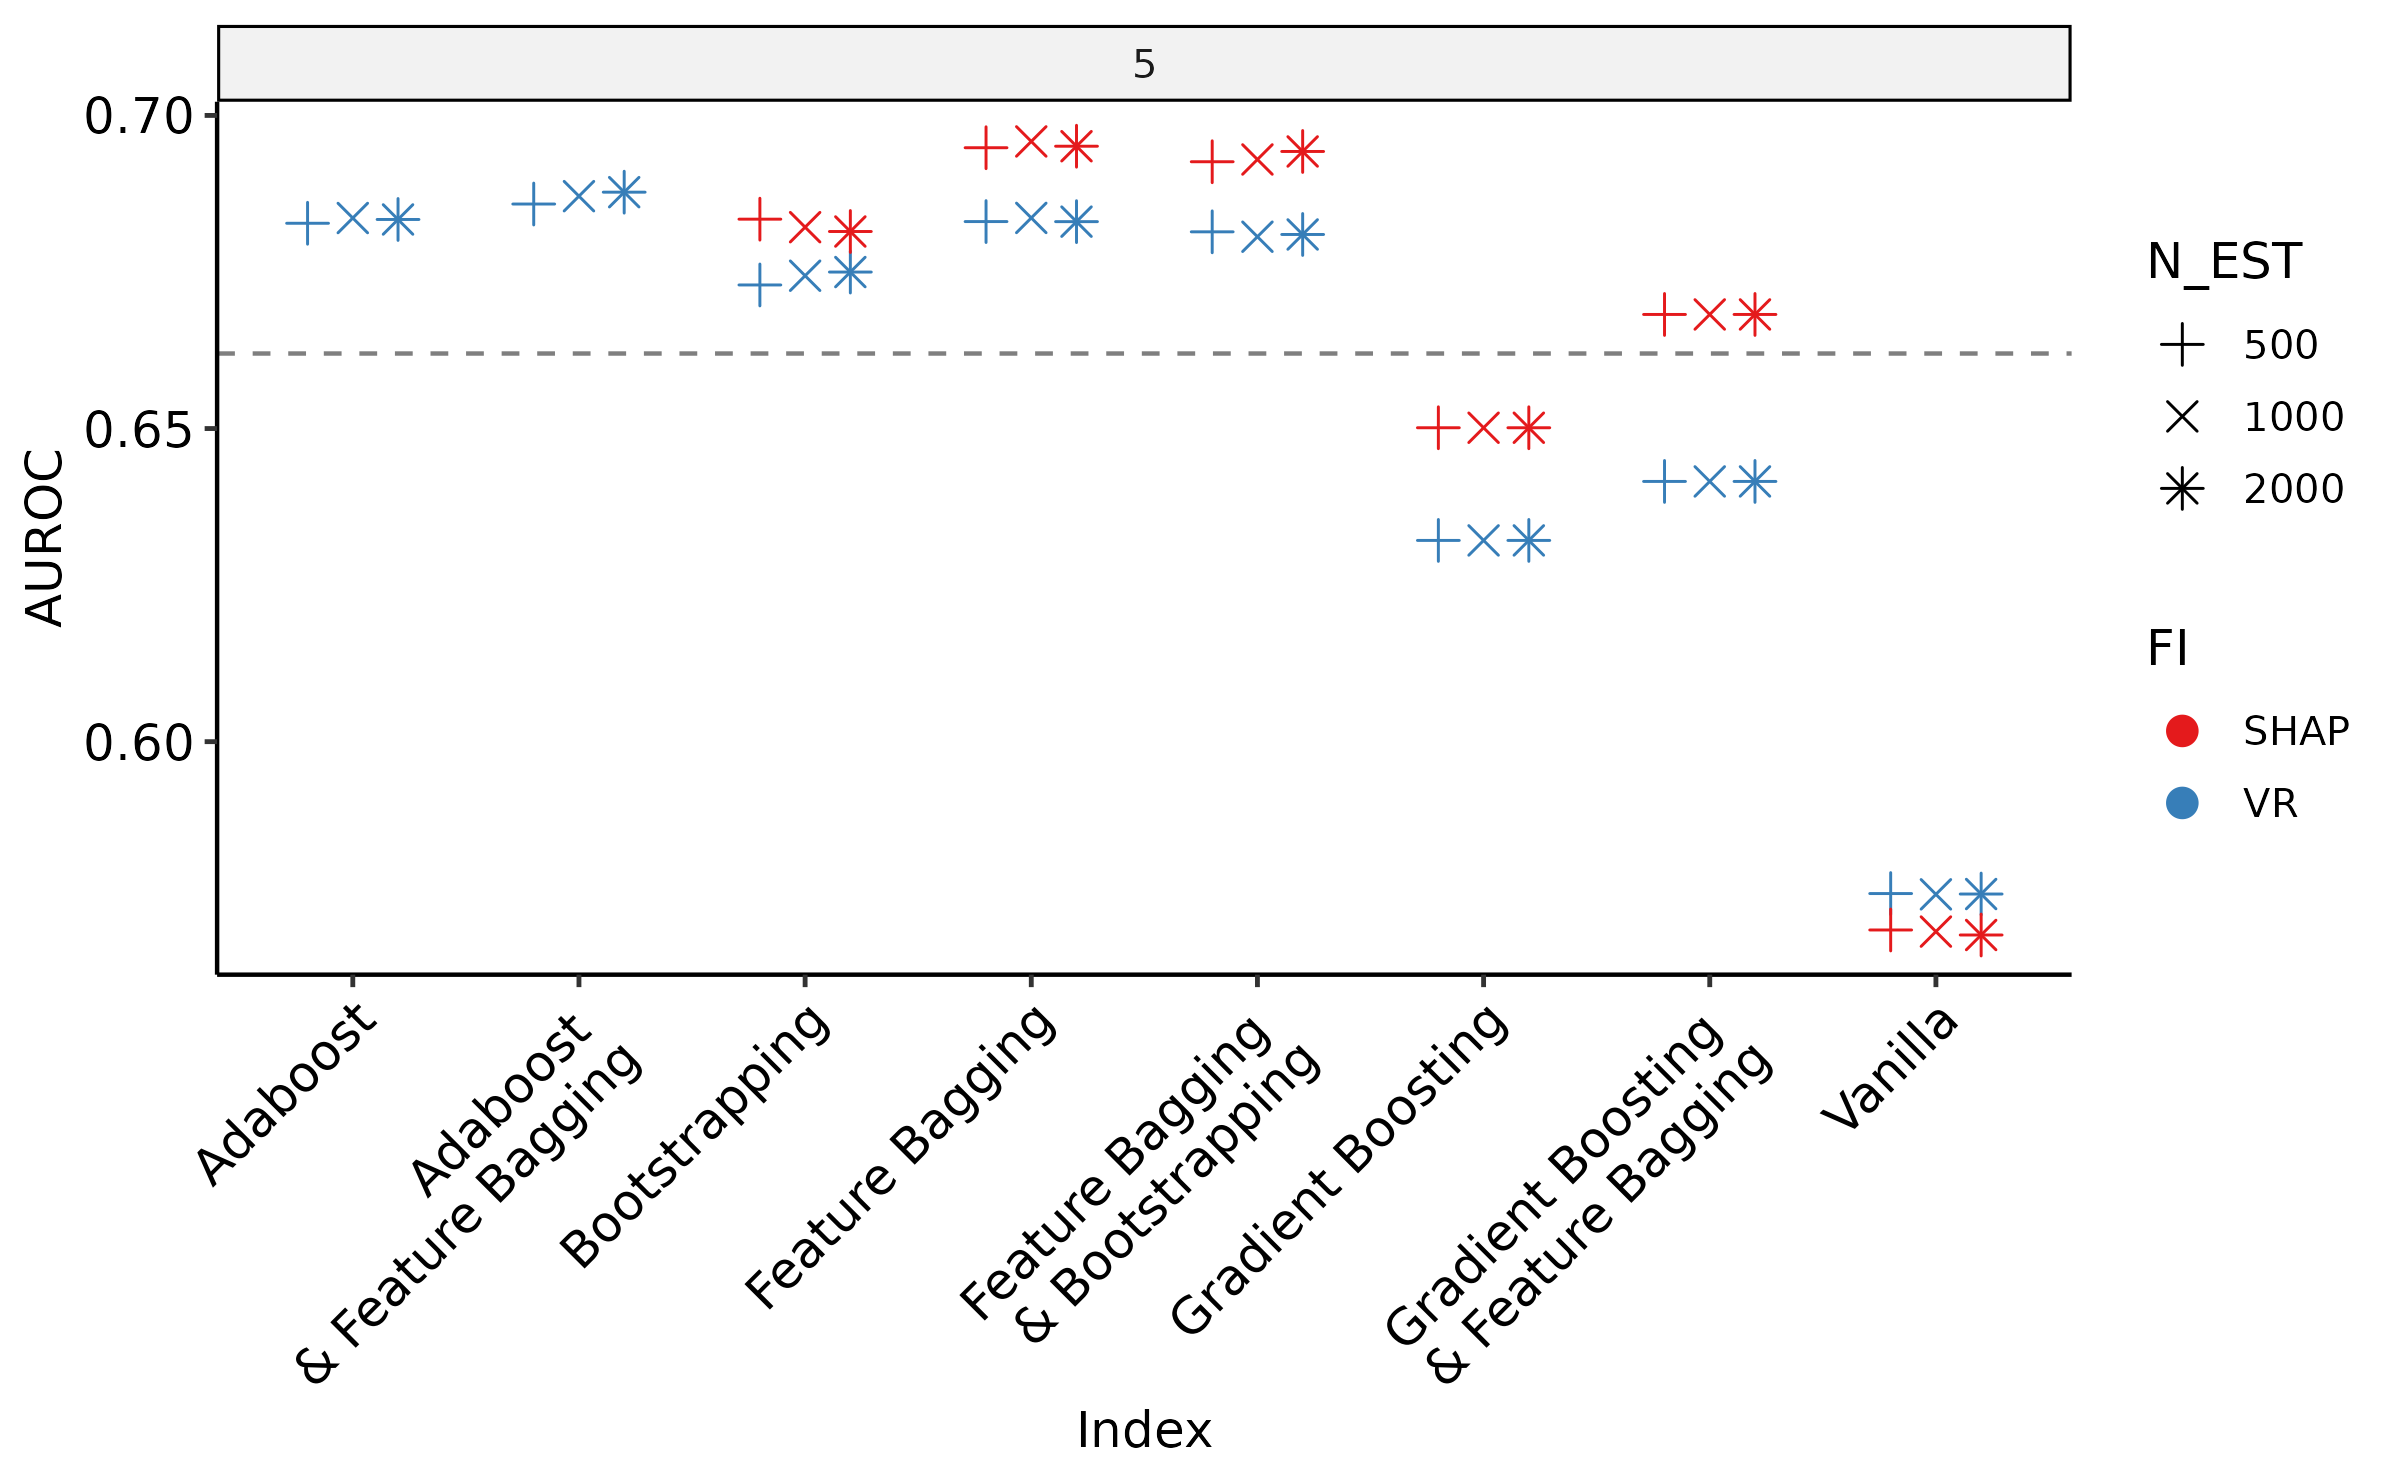 5
0.70
0.65
0.60
AUROC
Adaboost
Adaboost
& Feature Bagging
Bootstrapping
Feature Bagging
Feature Bagging
& Bootstrapping
Gradient Boosting
Gradient Boosting
& Feature Bagging
Vanilla
Index
N_EST
500
1000
2000
FI
SHAP
VR